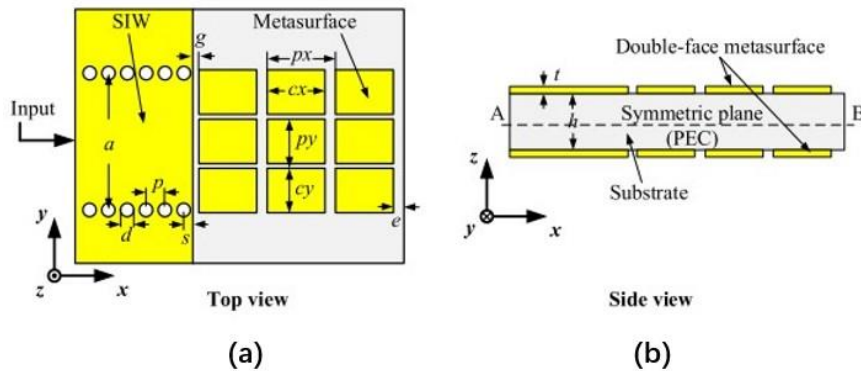 SIW
Metasurface
g
px
cx
Input
a
py
p
cy
d
s
e
y
z
x
Top view
(a)
Double-face metasurface
t
A
Symmetric plane
B
h
(PEC)
Substrate
z
y
x
Side view
(b)